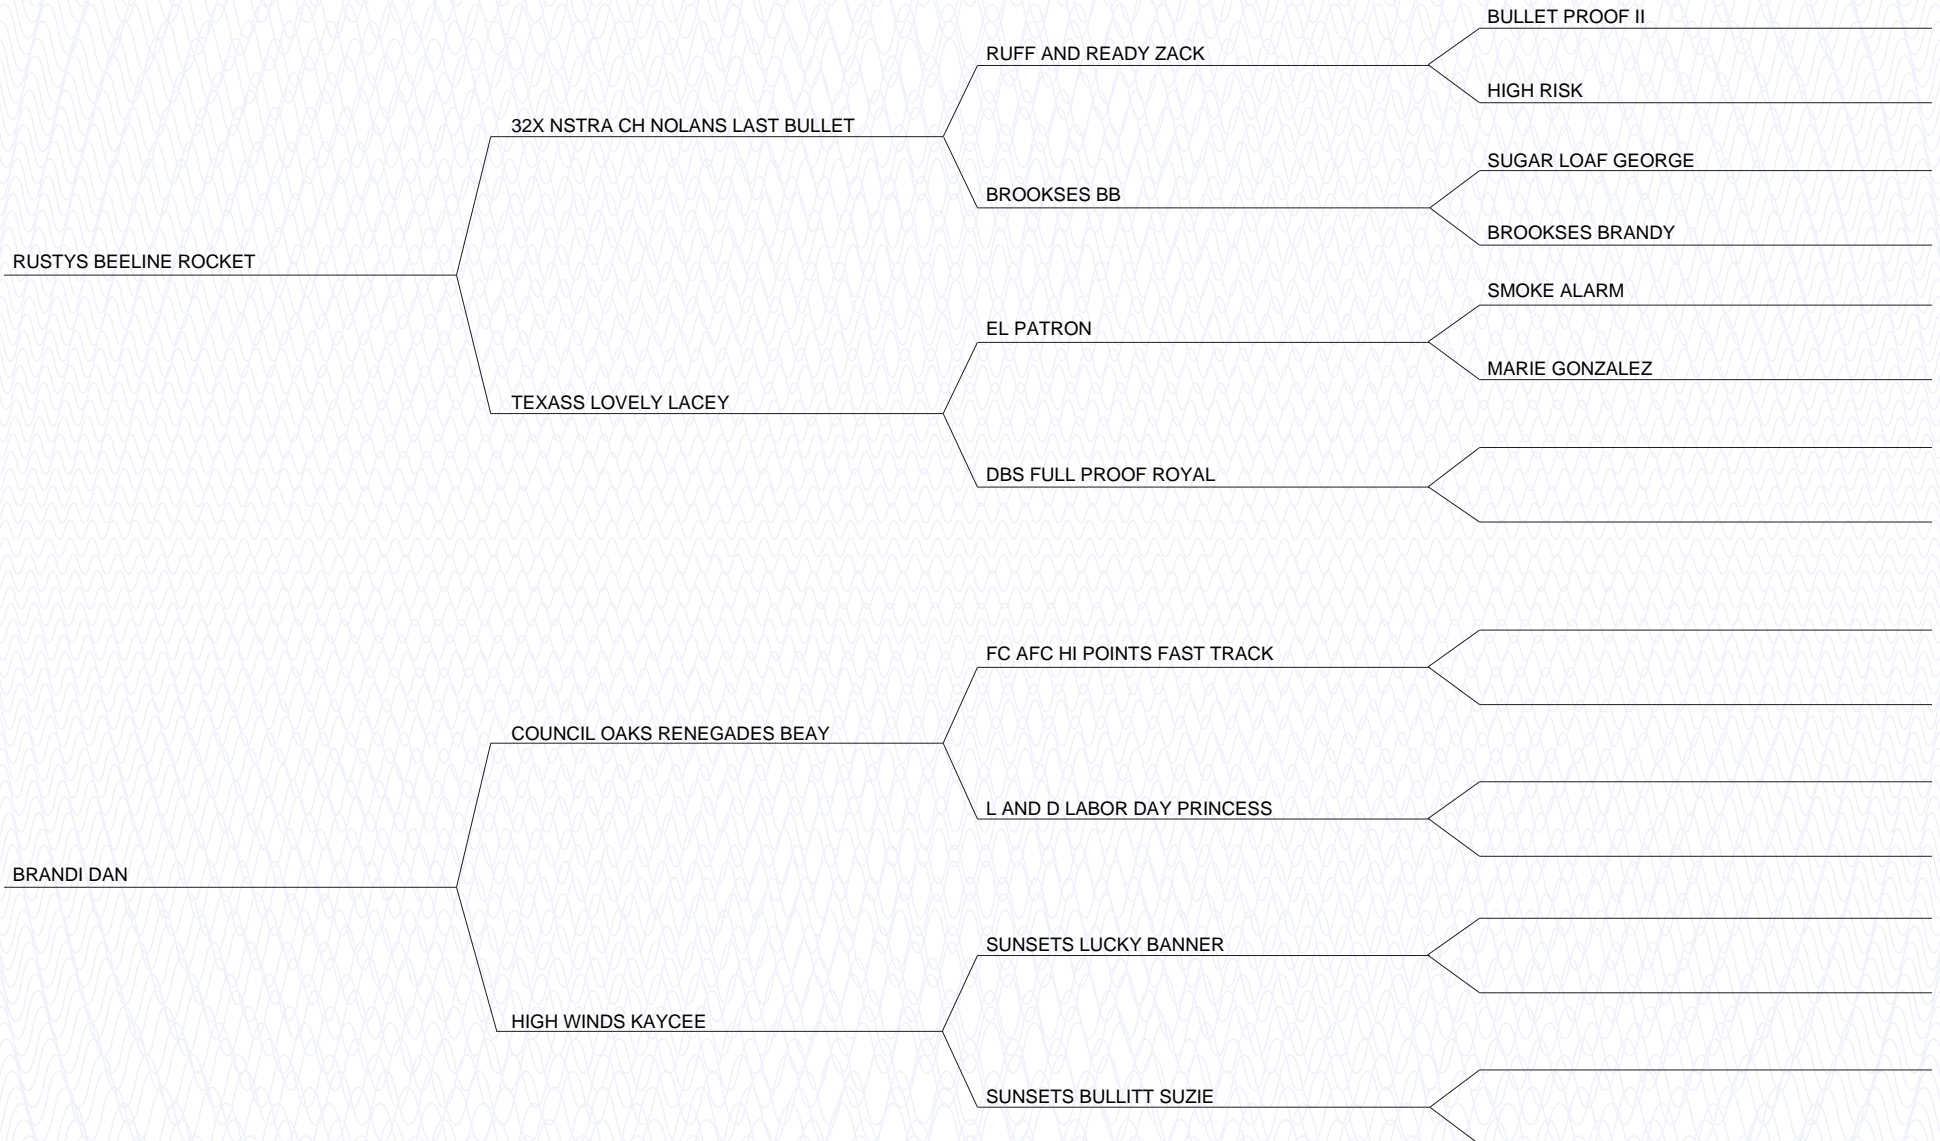 BULLET PROOF II
RUFF AND READY ZACK
HIGH RISK
32X NSTRA CH NOLANS LAST BULLET
SUGAR LOAF GEORGE
BROOKSES BB
BROOKSES BRANDY
RUSTYS BEELINE ROCKET
SMOKE ALARM
EL PATRON
MARIE GONZALEZ
TEXASS LOVELY LACEY
DBS FULL PROOF ROYAL
FC AFC HI POINTS FAST TRACK
COUNCIL OAKS RENEGADES BEAY
L AND D LABOR DAY PRINCESS
BRANDI DAN
SUNSETS LUCKY BANNER
HIGH WINDS KAYCEE
SUNSETS BULLITT SUZIE